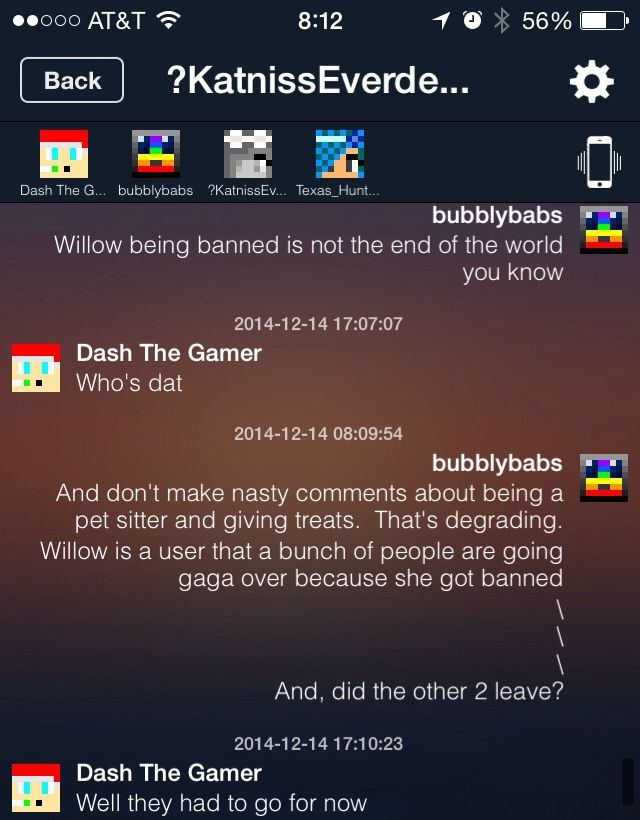 AT&T 8:12 56%
Back ?KatnissEverde...
Dash The G... bubblybabs ?KatnissEv... Texas_Hunt...
bubblybabs
Willow being banned is not the end of the world
you know
2014-12-14 17:07:07
Dash The Gamer
Who's dat
2014-12-14 08:09:54
bubblybabs
And don't make nasty comments about being a
pet sitter and giving treats.  That's degrading.
Willow is a user that a bunch of people are going
gaga over because she got banned
\
\
\
And, did the other 2 leave?
2014-12-14 17:10:23
Dash The Gamer
Well they had to go for now